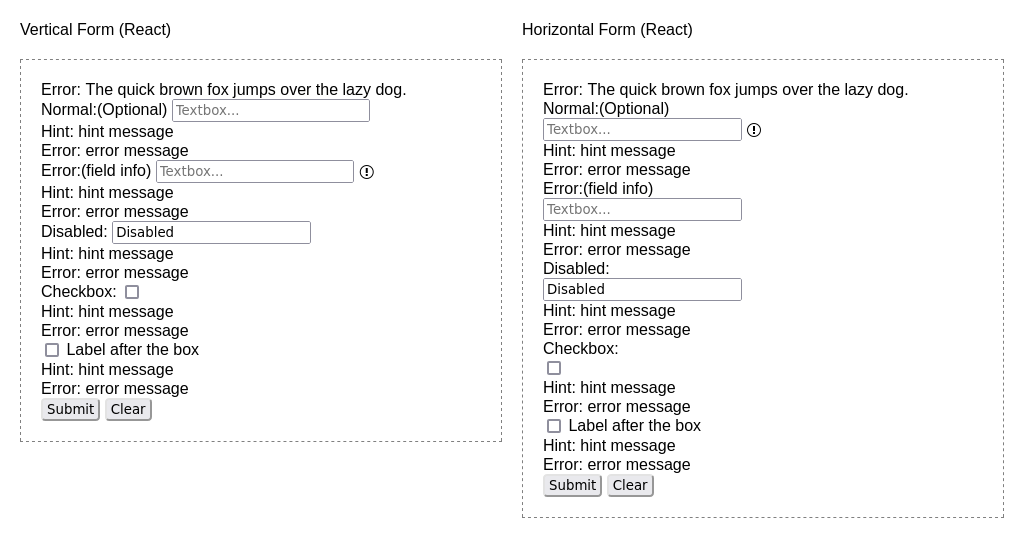 Vertical Form (React)
Error: The quick brown fox jumps over the lazy dog.
Normal:(Optional) Textbox...
Hint: hint message
Error: error message
Error:(field info) Textbox...
Hint: hint message
Error: error message
Disabled: Disabled
Hint: hint message
Error: error message
Checkbox:
Hint: hint message
Error: error message
Label after the box
Hint: hint message
Error: error message
Submit Clear
Horizontal Form (React)
Error: The quick brown fox jumps over the lazy dog.
Normal:(Optional)
Textbox...
Hint: hint message
Error: error message
Error:(field info)
Textbox...
Hint: hint message
Error: error message
Disabled:
Disabled
Hint: hint message
Error: error message
Checkbox:
Hint: hint message
Error: error message
Label after the box
Hint: hint message
Error: error message
Submit Clear